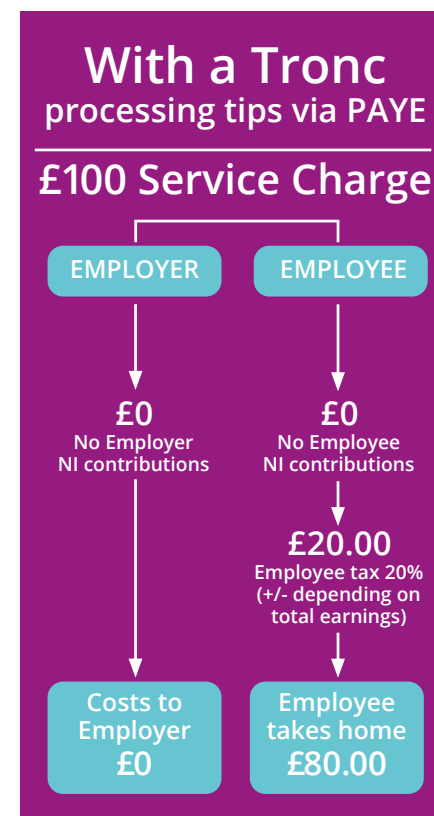 With a Tronc
processing tips via PAYE
£100 Service Charge
EMPLOYER
EMPLOYEE
£0
No Employer
NI contributions
£0
No Employee
NI contributions
£20.00
Employee tax 20%
(+/- depending on
total earnings)
Costs to
Employer
£0
Employee
takes home
£80.00